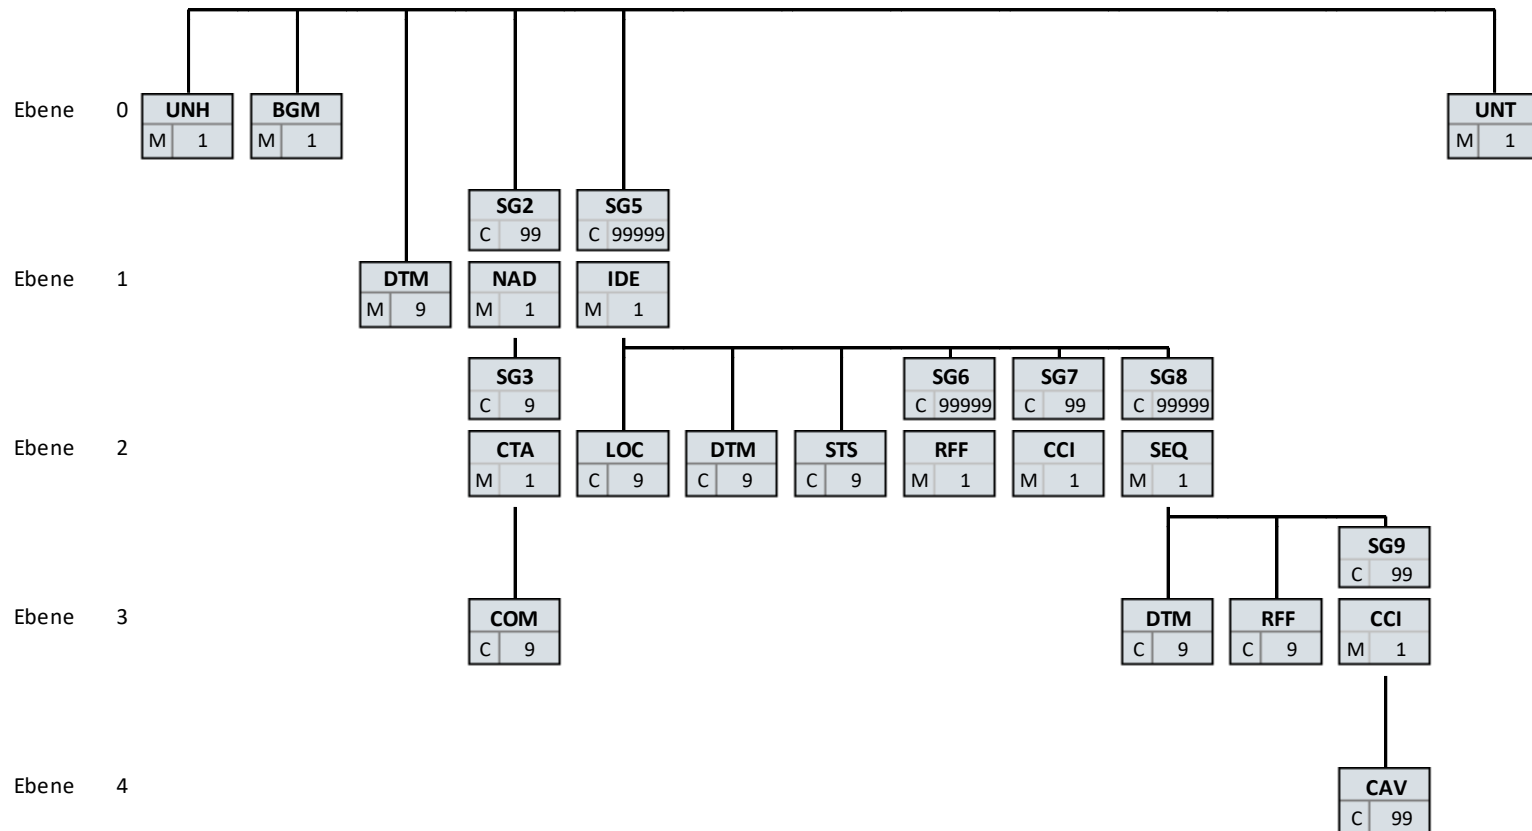 Ebene 0 UNH BGM UNT
M 1 M 1 M 1
SG2 SG5
C 99 C 99999
Ebene 1 DTM NAD IDE
M 9 M 1 M 1
SG3 SG6 SG7 SG8
C 9 C 99999 C 99 C 99999
Ebene 2 CTA LOC DTM STS RFF CCI SEQ
M 1 C 9 C 9 C 9 M 1 M 1 M 1
SG9
C 99
Ebene 3 COM DTM RFF CCI
C 9 C 9 C 9 M 1
Ebene 4 CAV
C 99